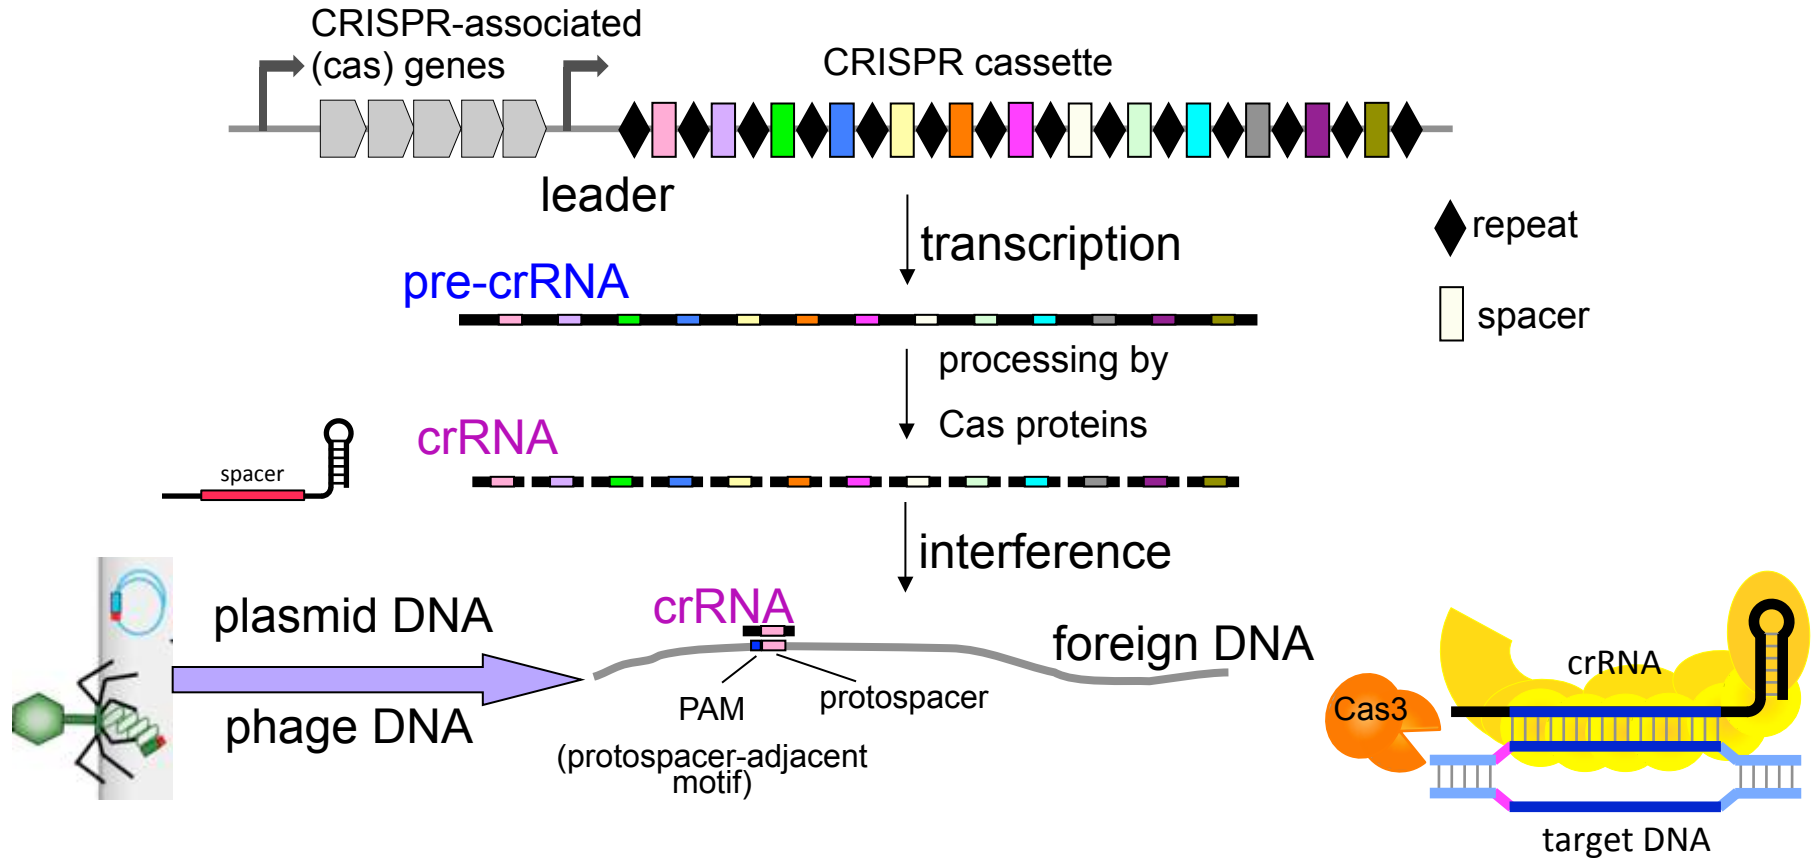 CRISPR-associated
(cas) genes
CRISPR cassette
leader
transcription
repeat
pre-crRNA
spacer
processing by
Cas proteins
crRNA
spacer
interference
plasmid DNA
crRNA
foreign DNA
phage DNA
PAM
protospacer
(protospacer-adjacent
motif)
crRNA
Cas3
target DNA